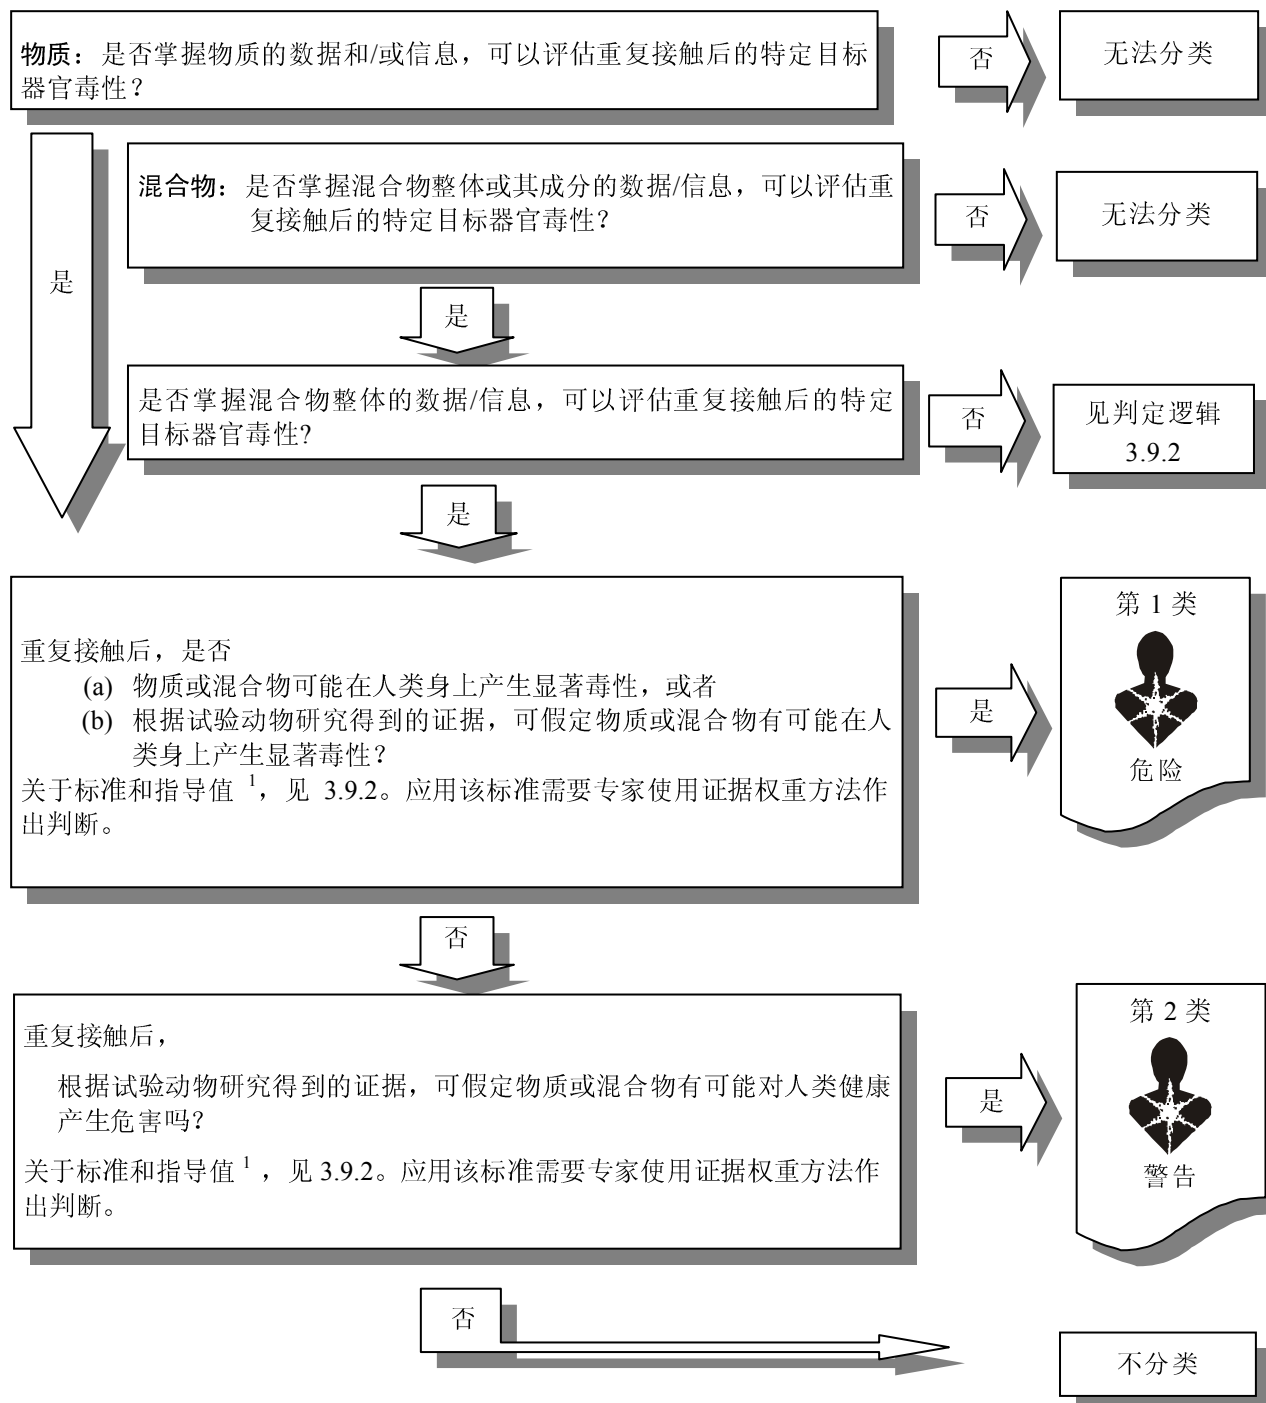 物质：是否掌握物质的数据和/或信息，可以评估重复接触后的特定目标
器官毒性？
否
无法分类
混合物：是否掌握混合物整体或其成分的数据/信息，可以评估重
复接触后的特定目标器官毒性？
否
无法分类
是
是
是否掌握混合物整体的数据/信息，可以评估重复接触后的特定
目标器官毒性?
否
见判定逻辑
3.9.2
是
重复接触后，是否
(a) 物质或混合物可能在人类身上产生显著毒性，或者
(b) 根据试验动物研究得到的证据，可假定物质或混合物有可能在人
类身上产生显著毒性？
关于标准和指导值 1，见 3.9.2。应用该标准需要专家使用证据权重方法作
出判断。
是
第 1 类
危险
否
重复接触后，
根据试验动物研究得到的证据，可假定物质或混合物有可能对人类健康
产生危害吗？
关于标准和指导值 1，见 3.9.2。应用该标准需要专家使用证据权重方法作
出判断。
是
第 2 类
警告
否
不分类